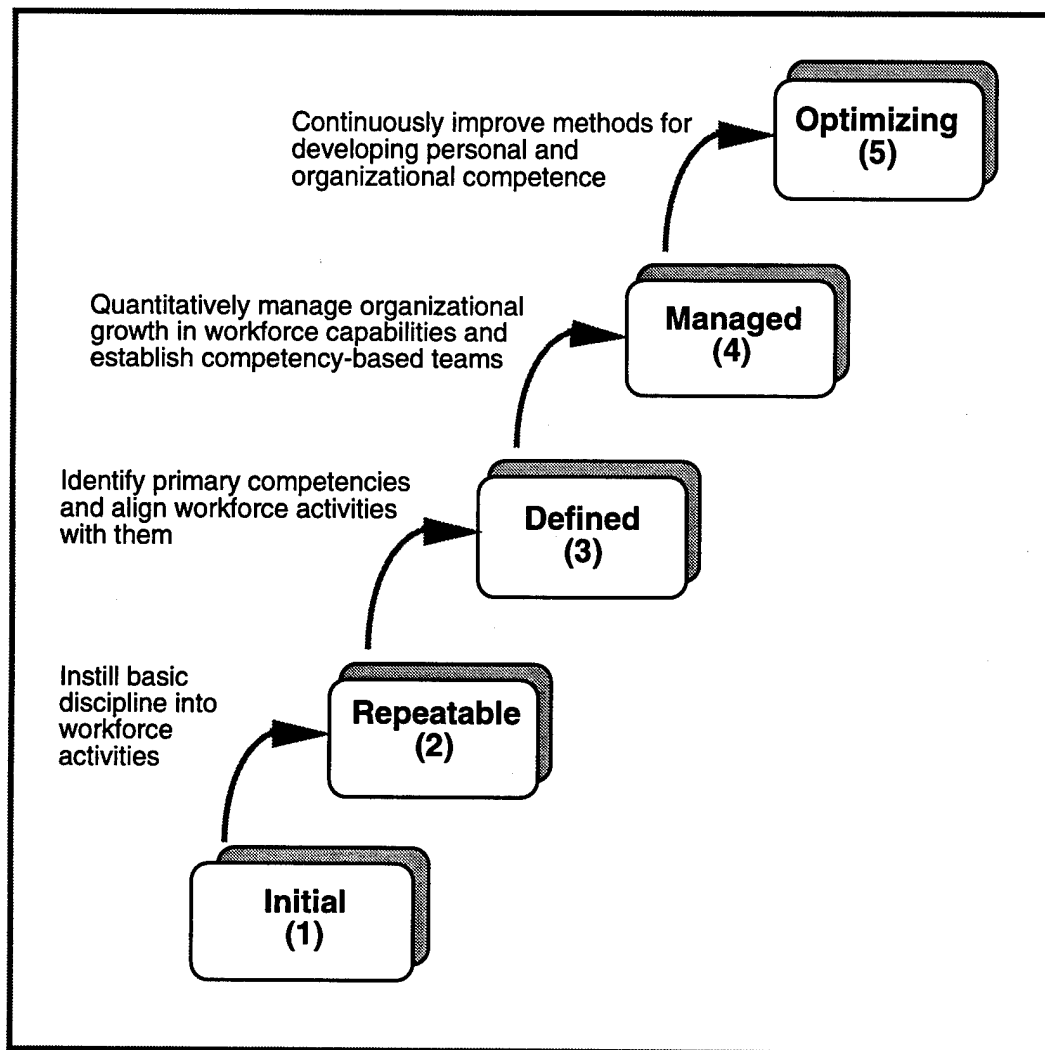 Optimizing
(5)
Continuously improve methods for
developing personal and
organizational competence
Managed
(4)
Quantitatively manage organizational
growth in workforce capabilities and
establish competency-based teams
Defined
(3)
Identify primary competencies
and align workforce activities
with them
Repeatable
(2)
Instill basic
discipline into
workforce
activities
Initial
(1)